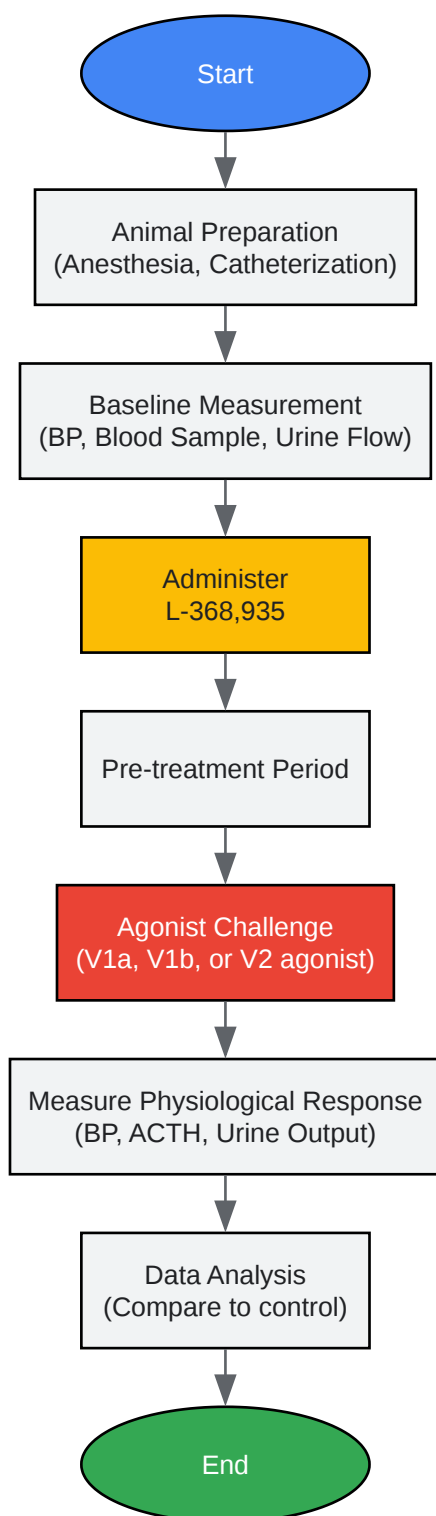 Start
Animal Preparation
(Anesthesia, Catheterization)
Baseline Measurement
(BP, Blood Sample, Urine Flow)
Administer
L-368,935
Pre-treatment Period
Agonist Challenge
(V1a, V1b, or V2 agonist)
Measure Physiological Response
(BP, ACTH, Urine Output)
Data Analysis
(Compare to control)
End